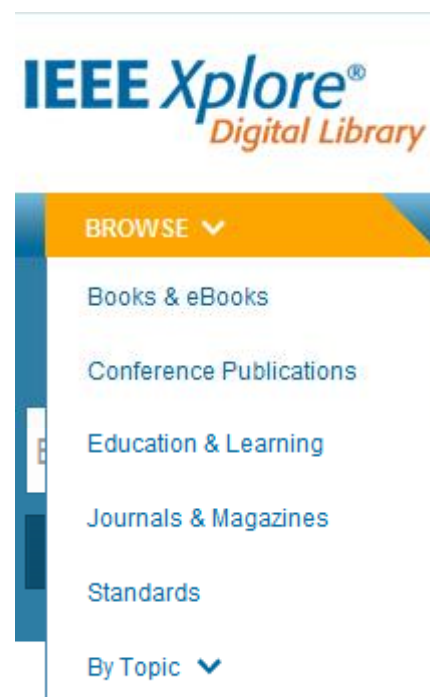 IEEE Xplore®
Digital Library
BROWSE
Books & eBooks
Conference Publications
Education & Learning
Journals & Magazines
Standards
By Topic